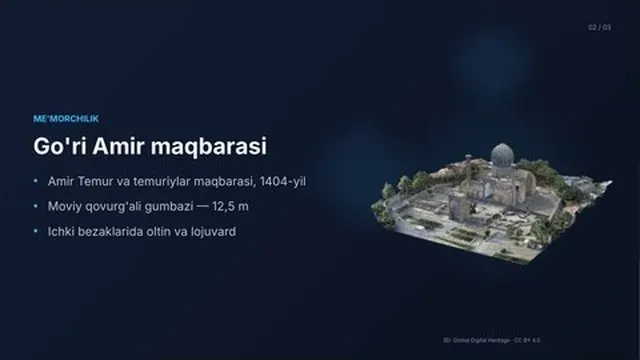 02 / 03
ME'MORCHILIK
Go'ri Amir maqbarasi
• Amir Temur va temuriylar maqbarasi, 1404-yil
• Moviy qovurg'ali gumbazi — 12,5 m
• Ichki bezaklarida oltin va lojuvard
3D: Global Digital Heritage · CC BY 4.0